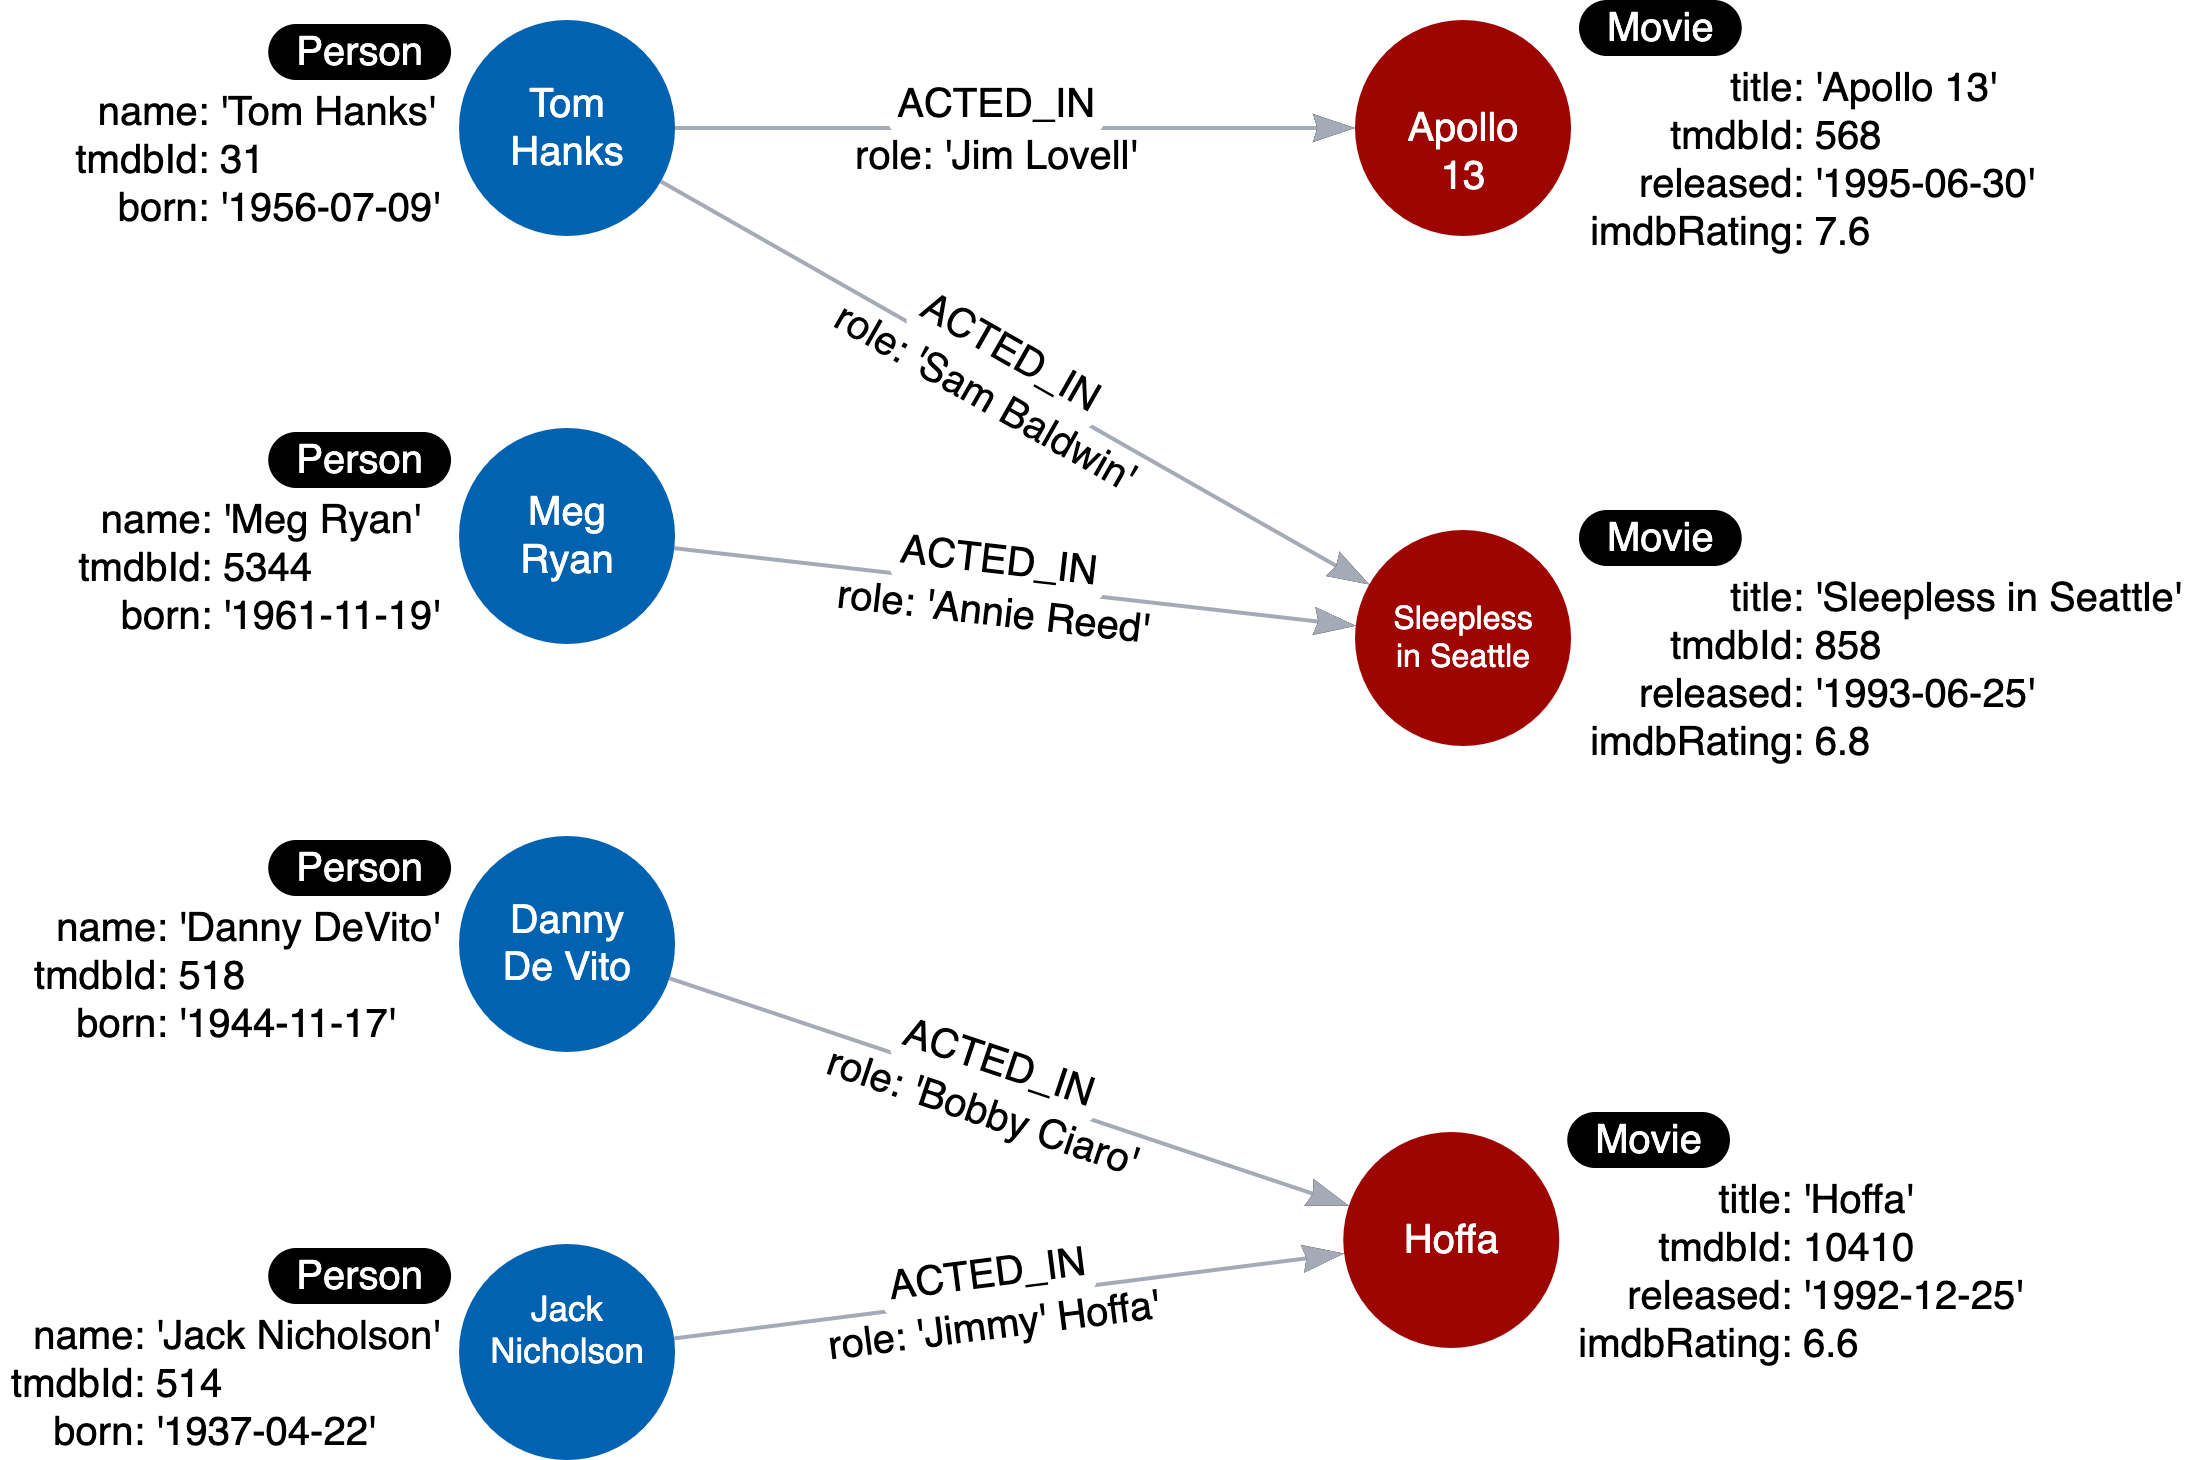 Person
name: 'Tom Hanks'
tmdbId: 31
born: '1956-07-09'
Tom
Hanks
ACTED_IN
role: 'Jim Lovell'
Apollo
13
Movie
title: 'Apollo 13'
tmdbId: 568
released: '1995-06-30'
imdbRating: 7.6
ACTED_IN
role: 'Sam Baldwin'
Person
name: 'Meg Ryan'
tmdbId: 5344
born: '1961-11-19'
Meg
Ryan
ACTED_IN
role: 'Annie Reed'
Sleepless
in Seattle
Movie
title: 'Sleepless in Seattle'
tmdbId: 858
released: '1993-06-25'
imdbRating: 6.8
Person
name: 'Danny DeVito'
tmdbId: 518
born: '1944-11-17'
Danny
De Vito
ACTED_IN
role: 'Bobby Ciaro'
Hoffa
Movie
title: 'Hoffa'
tmdbId: 10410
released: '1992-12-25'
imdbRating: 6.6
Person
name: 'Jack Nicholson'
tmdbId: 514
born: '1937-04-22'
Jack
Nicholson
ACTED_IN
role: 'Jimmy' Hoffa'